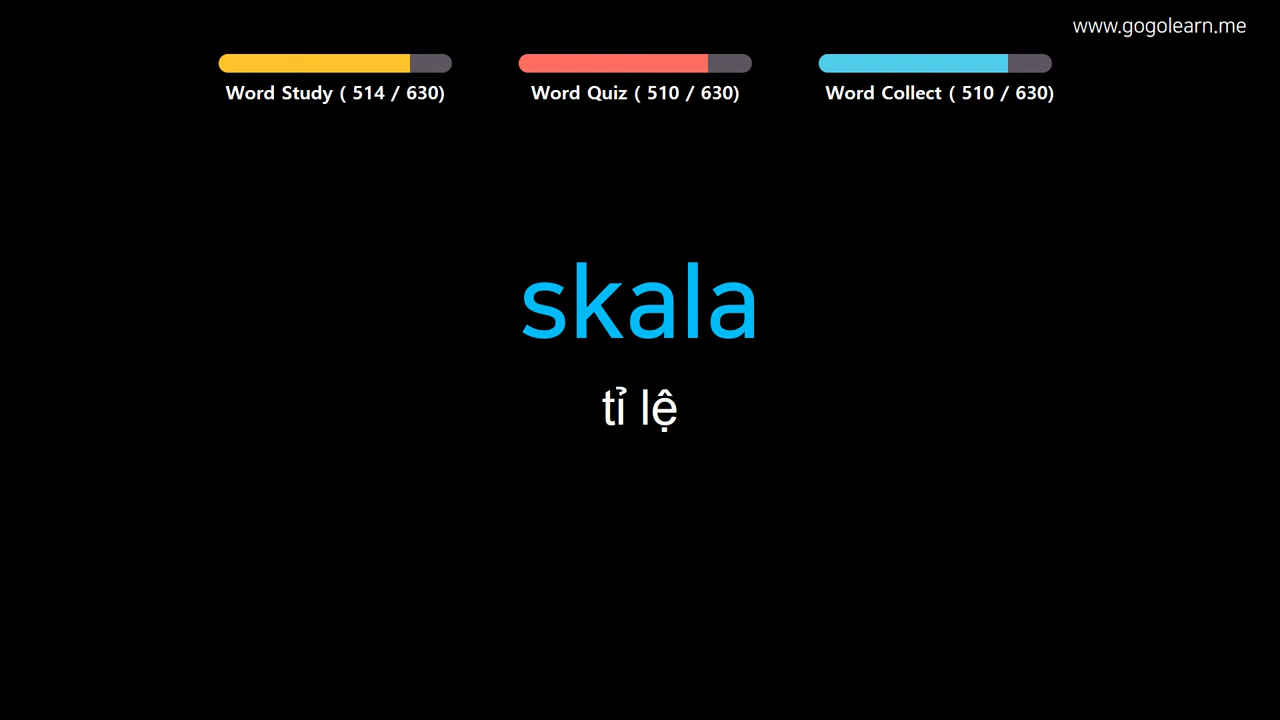 www.gogolearn.me
Word Study ( 514 / 630)
Word Quiz ( 510 / 630)
Word Collect ( 510 / 630)
skala
tỉ lệ